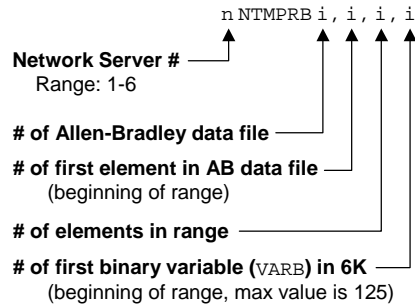 n NTMPRB i, i, i, i
Network Server #
Range: 1-6
# of Allen-Bradley data file
# of first element in AB data file
(beginning of range)
# of elements in range
# of first binary variable (VARB) in 6K
(beginning of range, max value is 125)